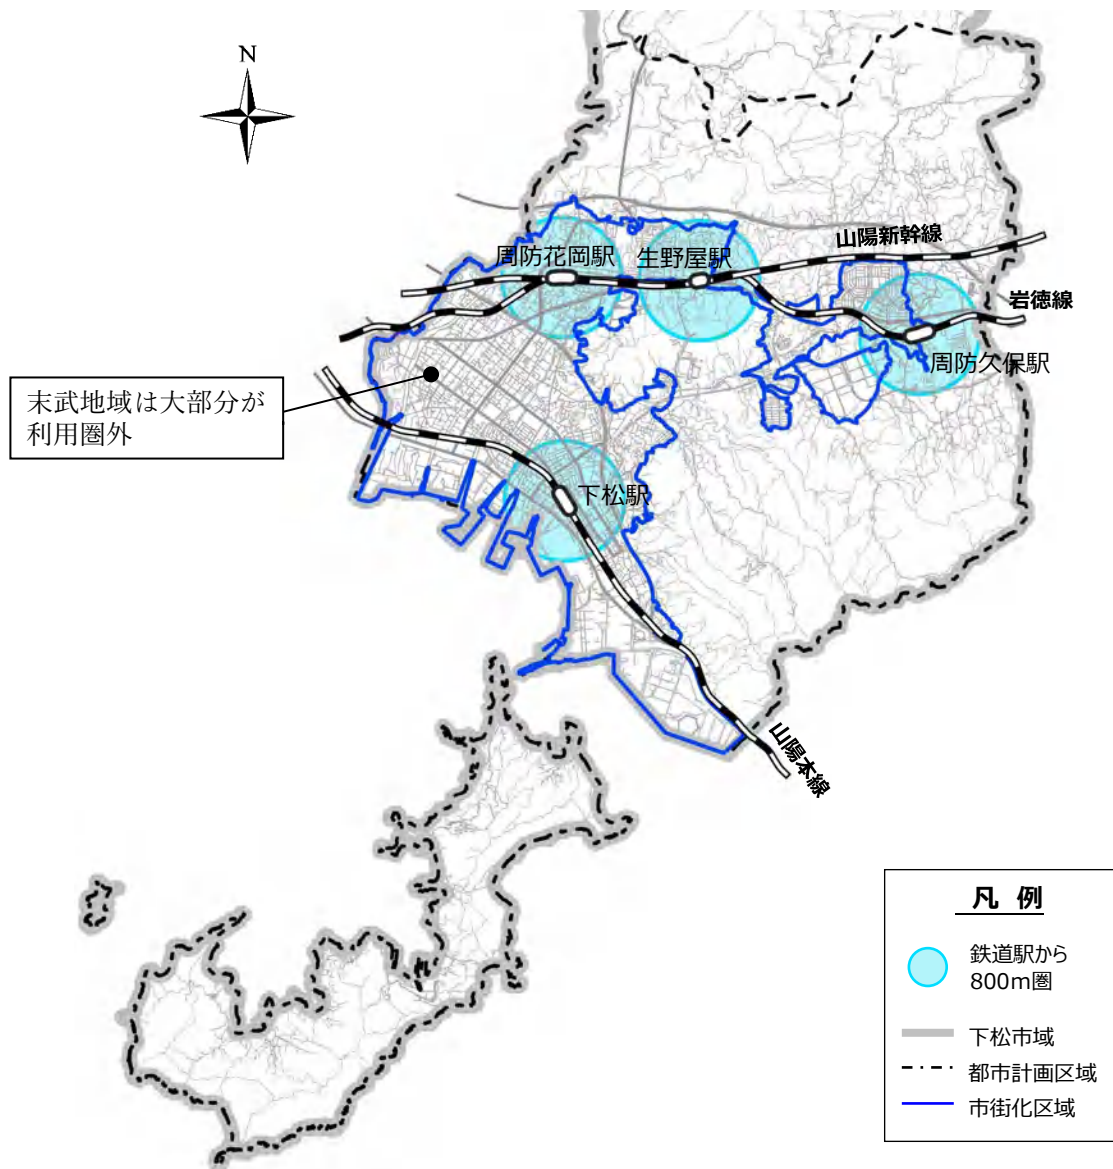 N
山陽新幹線
周防花岡駅
生野屋駅
岩徳線
周防久保駅
末武地域は大部分が
利用圏外
下松駅
山陽本線
凡 例
鉄道駅から
800m圏
下松市域
都市計画区域
市街化区域